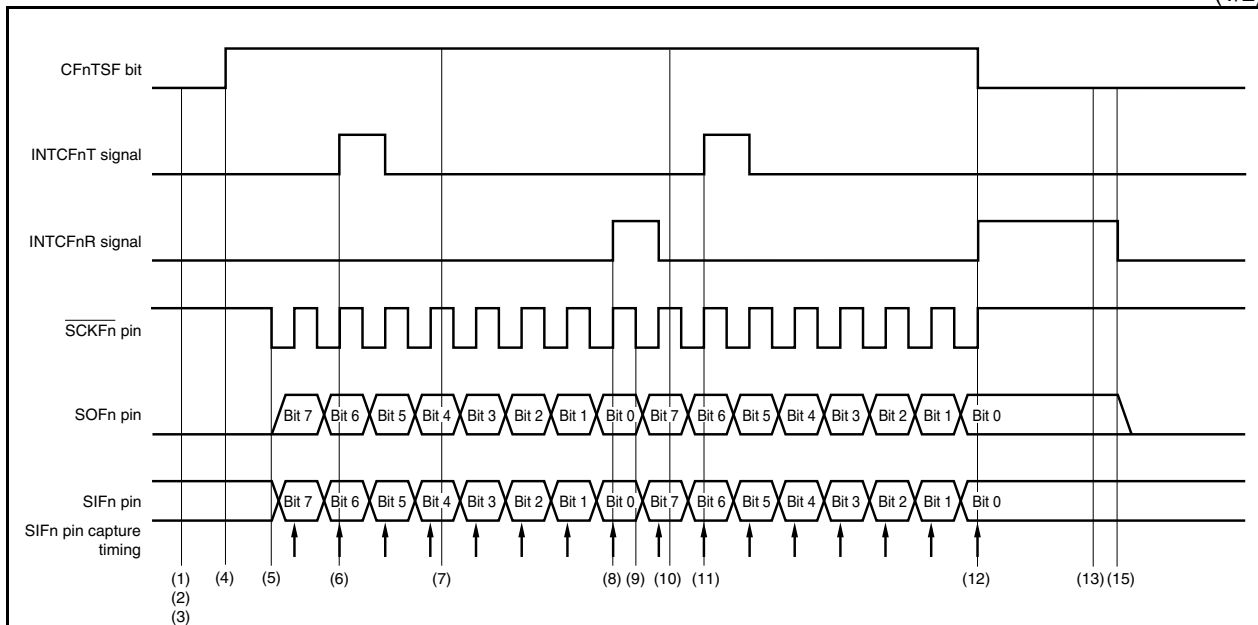 CFnTSF bit
INTCFnT signal
INTCFnR signal
SCKFn pin
SOFn pin
Bit 7 Bit 6 Bit 5 Bit 4 Bit 3 Bit 2 Bit 1 Bit 0 Bit 7 Bit 6 Bit 5 Bit 4 Bit 3 Bit 2 Bit 1 Bit 0
SIFn pin
Bit 7 Bit 6 Bit 5 Bit 4 Bit 3 Bit 2 Bit 1 Bit 0 Bit 7 Bit 6 Bit 5 Bit 4 Bit 3 Bit 2 Bit 1 Bit 0
SIFn pin capture
timing
(1) (4) (5) (6) (7) (8) (9) (10) (11) (12) (13) (15)
(2)
(3)